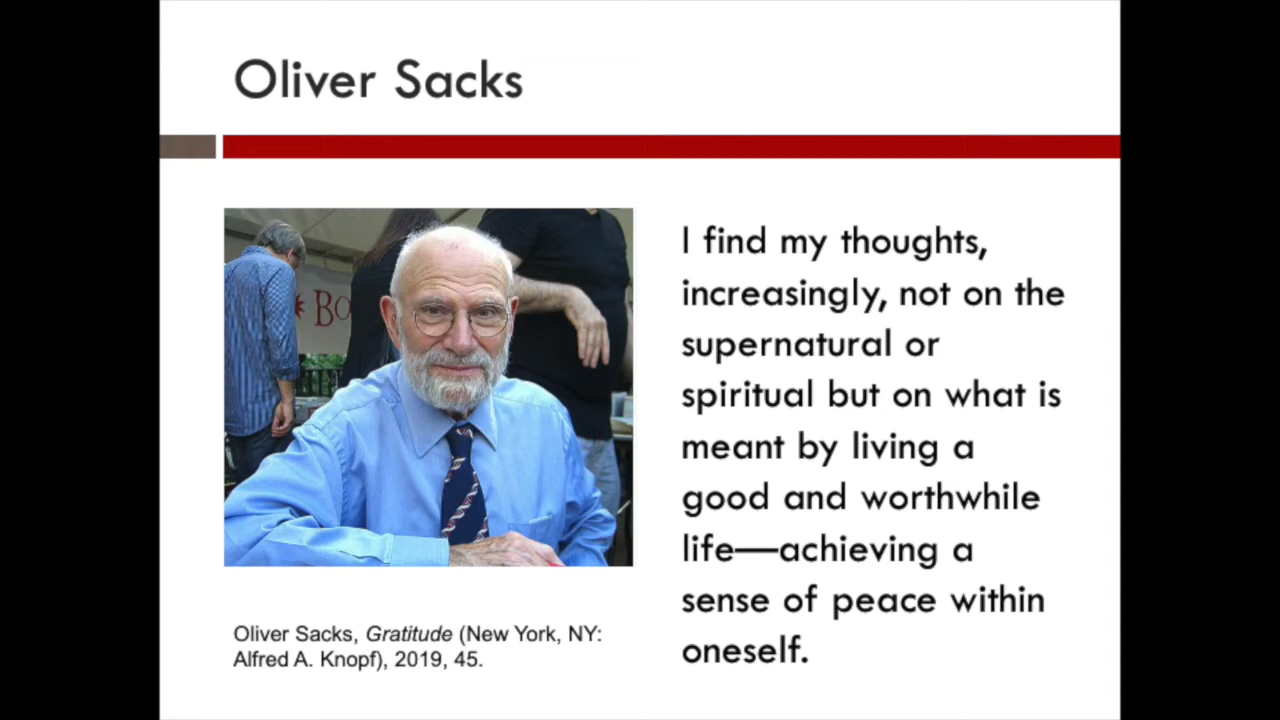 Oliver Sacks
BO
I find my thoughts,
increasingly, not on the
supernatural or
spiritual but on what is
meant by living a
good and worthwhile
life—achieving a
sense of peace within
oneself.
Oliver Sacks, Gratitude (New York, NY:
Alfred A. Knopf), 2019, 45.